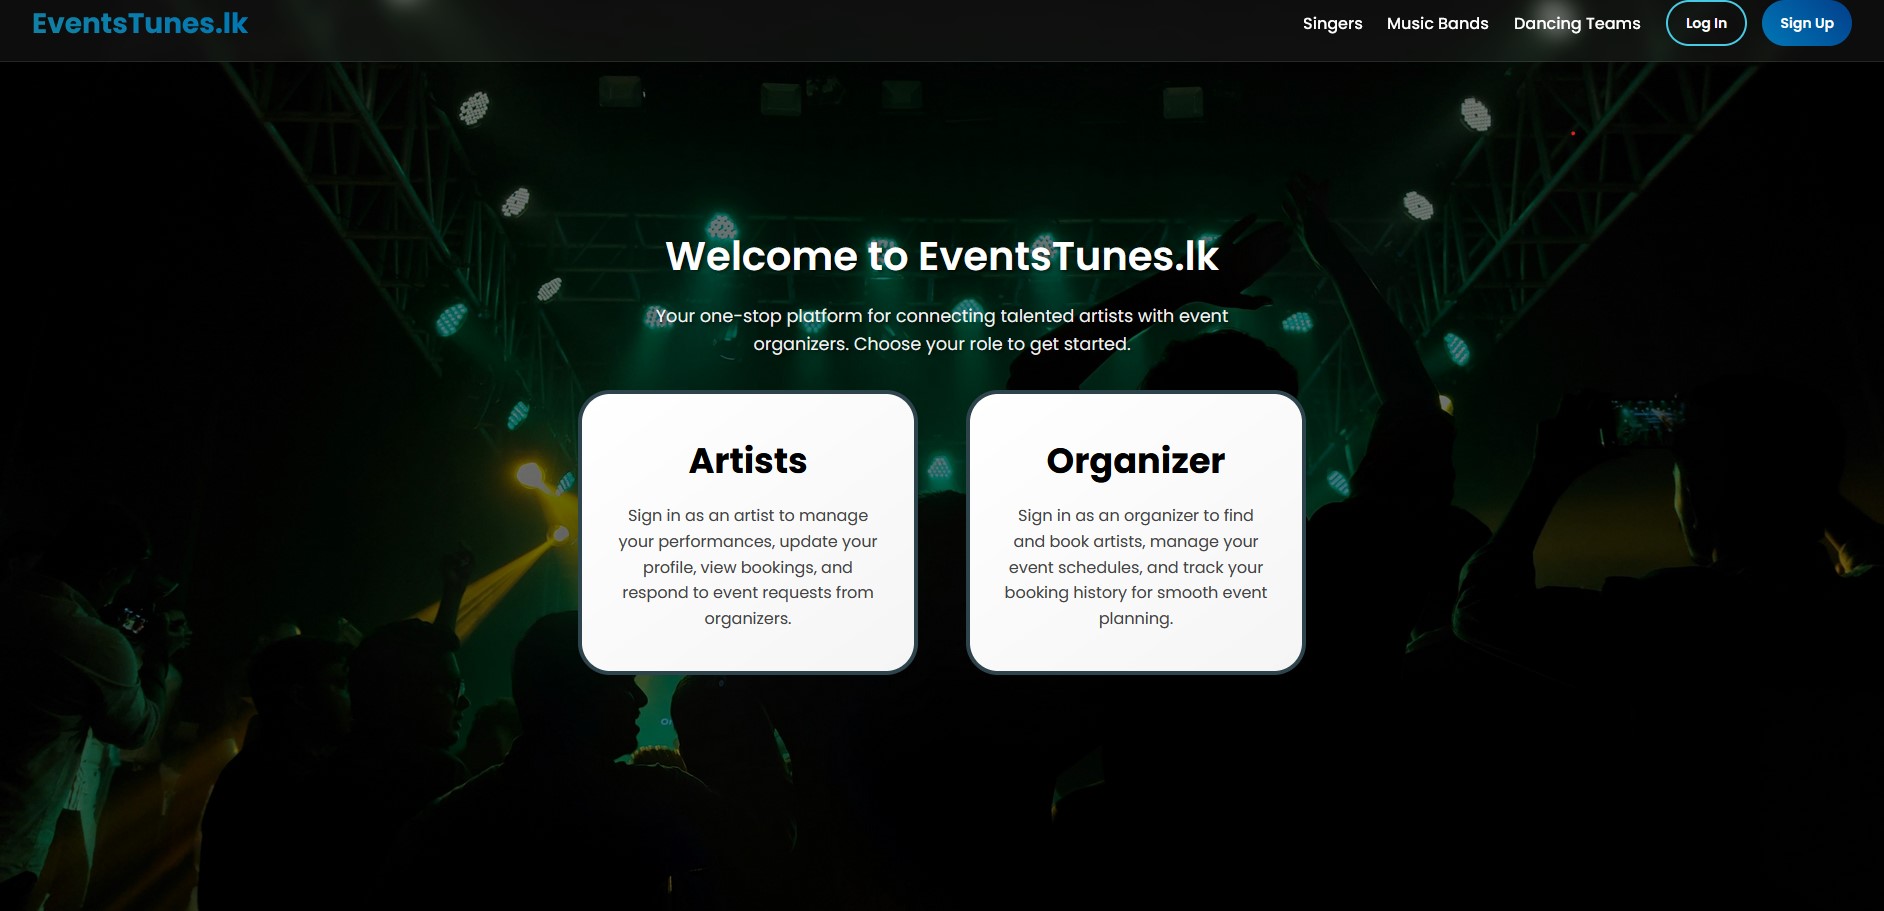 EventsTunes.lk
Singers
Music Bands
Dancing Teams
Log In
Sign Up
Welcome to EventsTunes.lk
Your one-stop platform for connecting talented artists with event
organizers. Choose your role to get started.
Artists
Sign in as an artist to manage
your performances, update your
profile, view bookings, and
respond to event requests from
organizers.
Organizer
Sign in as an organizer to find
and book artists, manage your
event schedules, and track your
booking history for smooth event
planning.